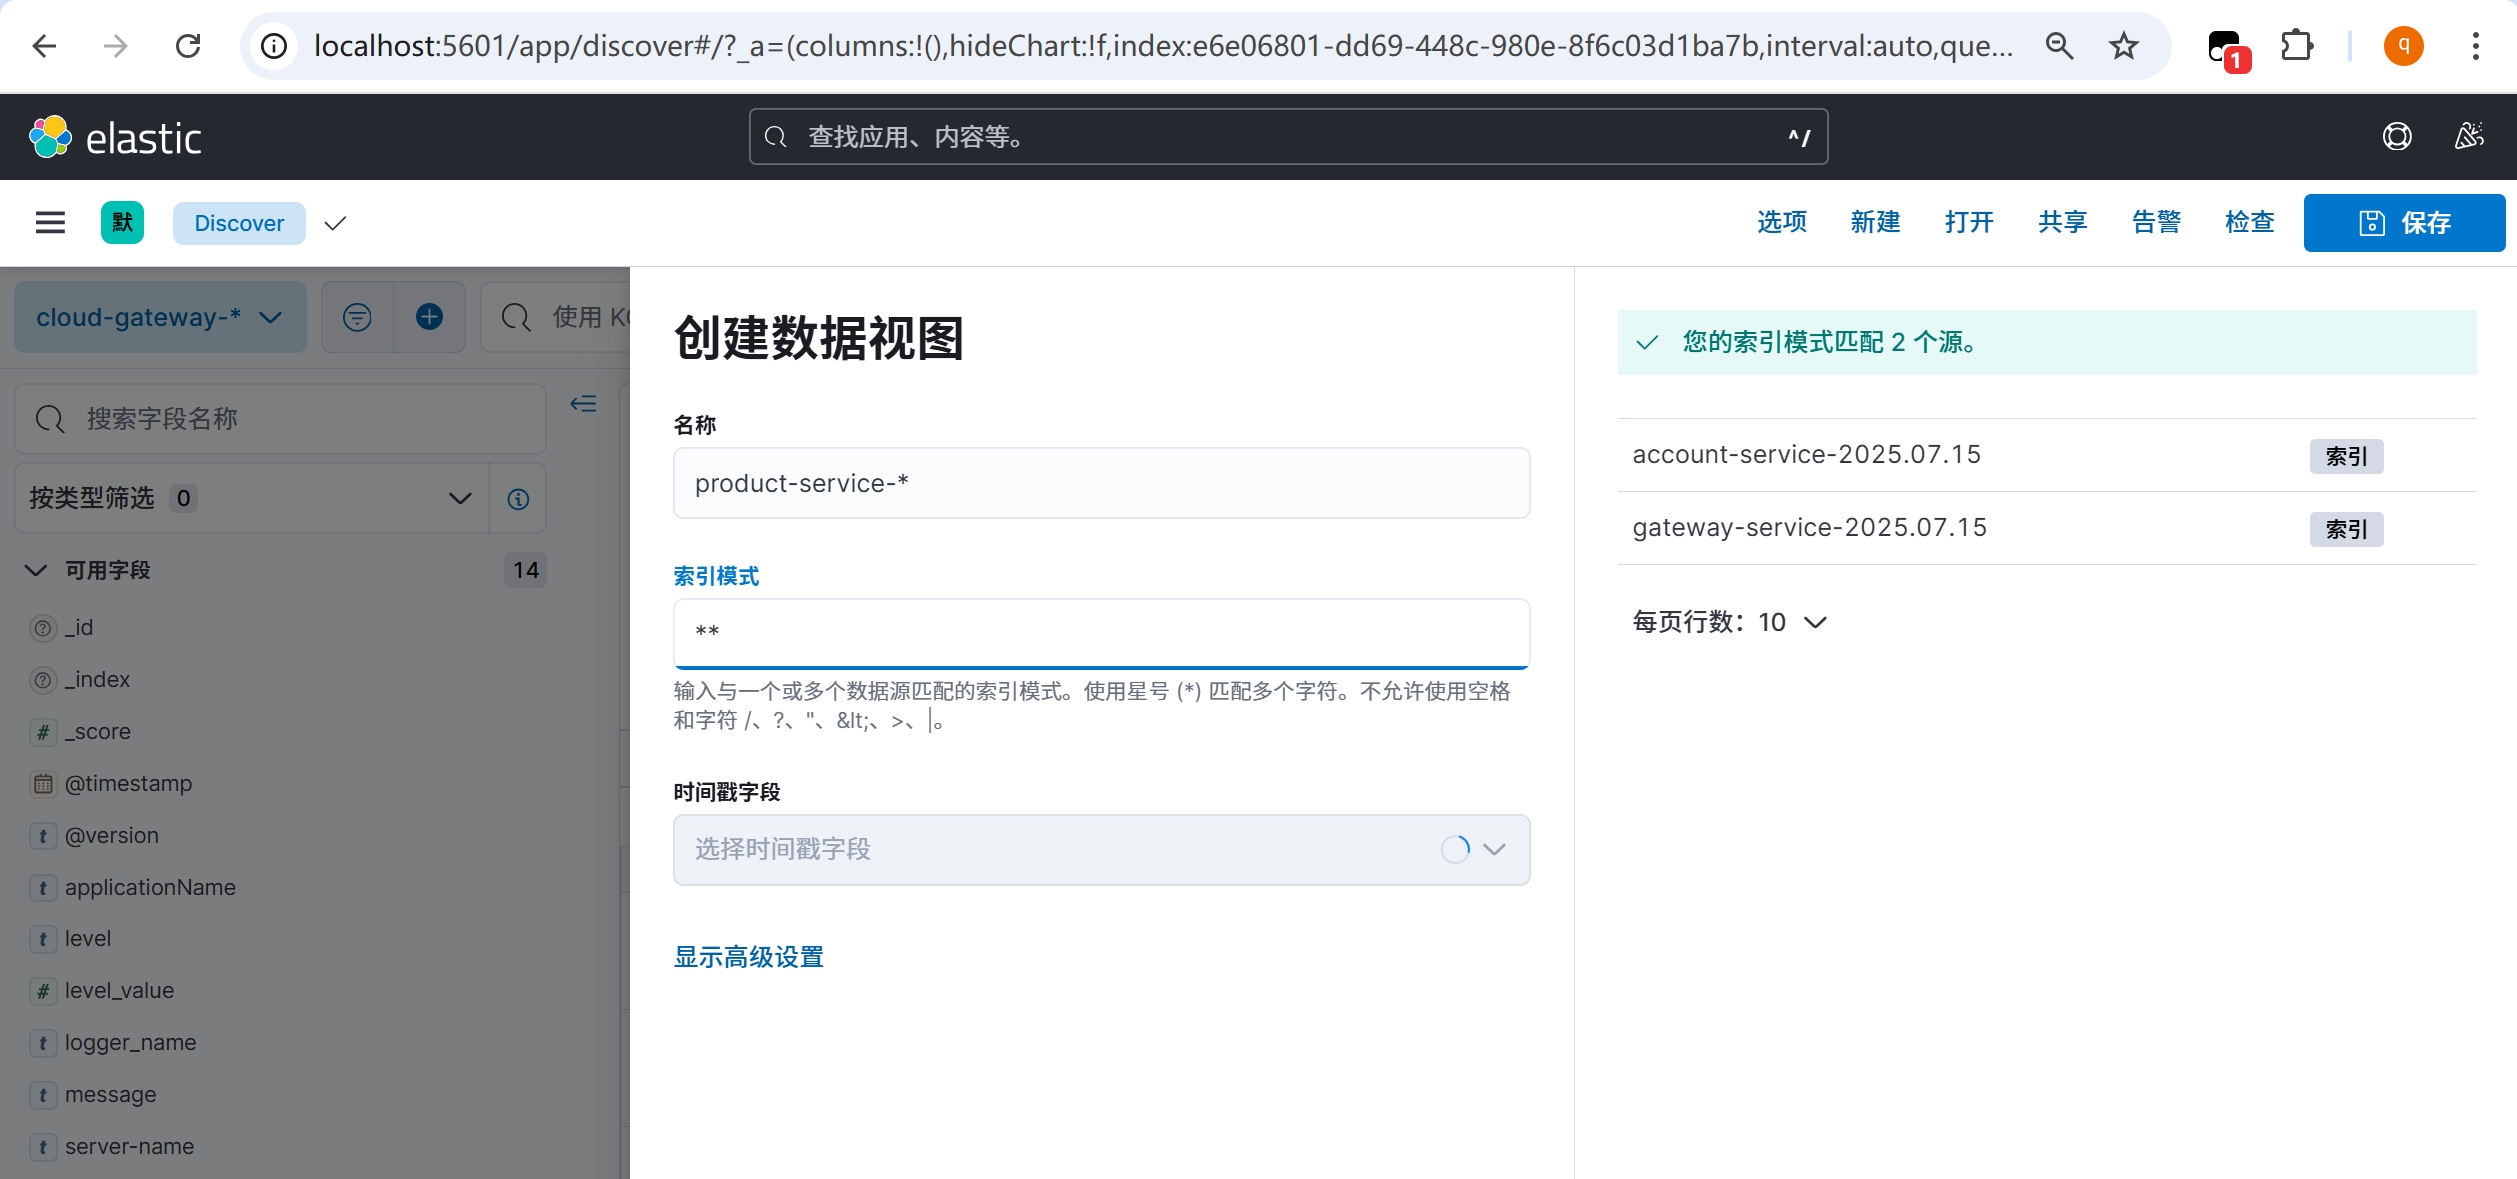 localhost:5601/app/discover#/?_a=(columns:!(),hideChart:!f,index:e6e06801-dd69-448c-980e-8f6c03d1ba7b,interval:auto,que...
1
q
elastic
查找应用、内容等。
^/
默
Discover
选项
新建
打开
共享
告警
检查
保存
cloud-gateway-*
使用 K
搜索字段名称
按类型筛选 0
可用字段
14
_id
_index
# _score
@timestamp
t @version
t applicationName
t level
# level_value
t logger_name
t message
t server-name
创建数据视图
名称
product-service-*
索引模式
**
输入与一个或多个数据源匹配的索引模式。使用星号 (*) 匹配多个字符。不允许使用空格
和字符 /、?、"、&lt;、>、|。
时间戳字段
选择时间戳字段
显示高级设置
您的索引模式匹配 2 个源。
account-service-2025.07.15
索引
gateway-service-2025.07.15
索引
每页行数：10